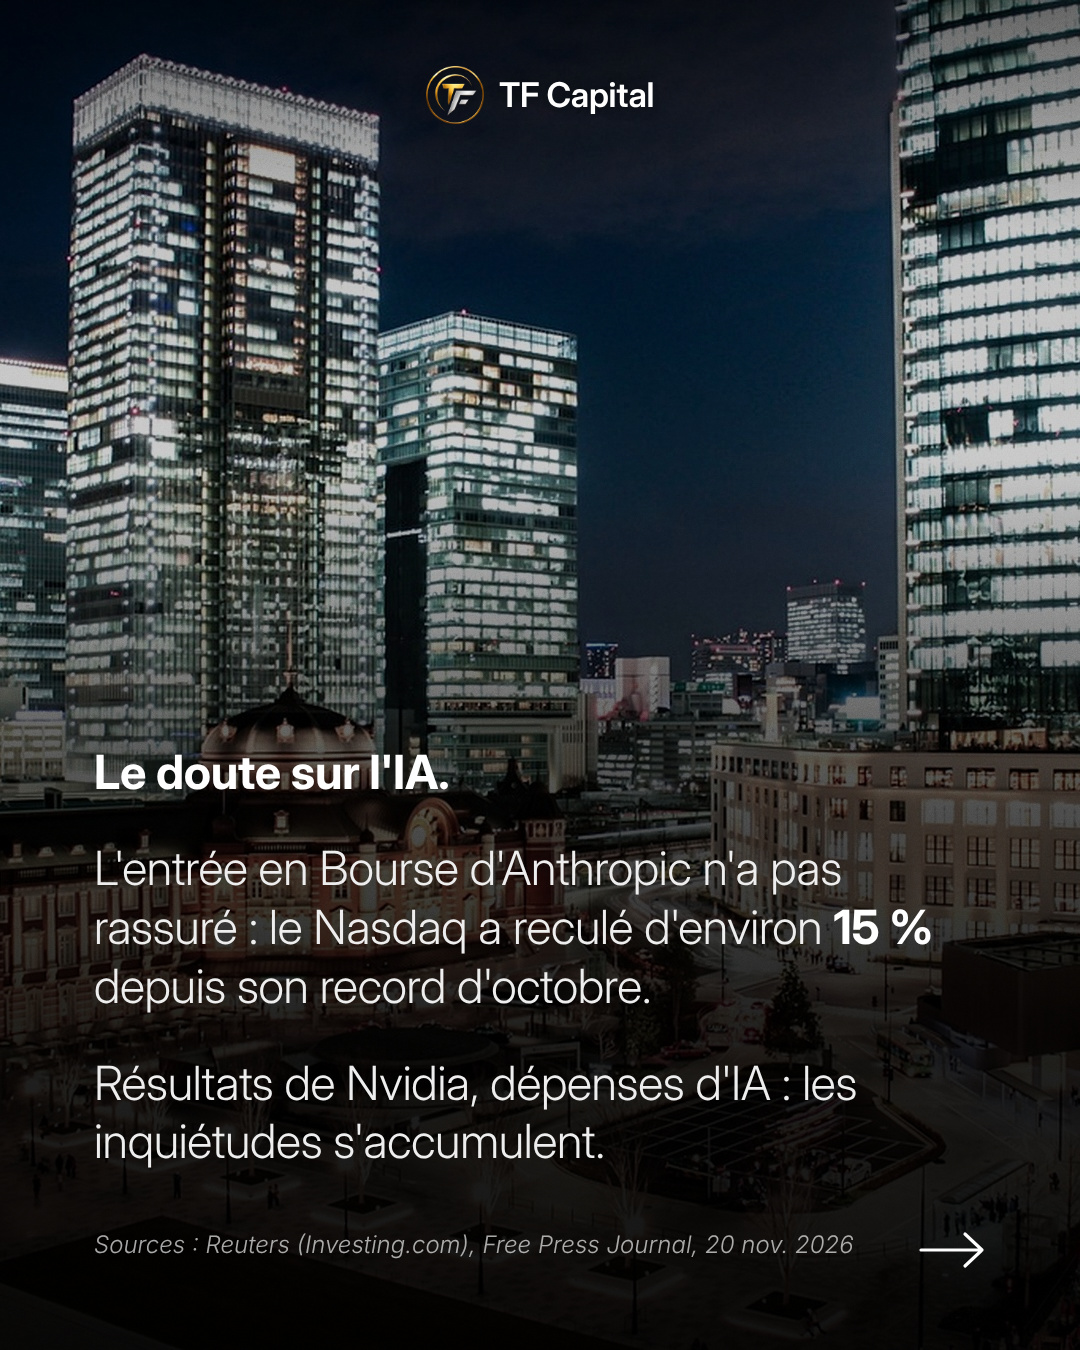 TF Capital
Le doute sur l'IA.
L'entrée en Bourse d'Anthropic n'a pas
rassuré : le Nasdaq a reculé d'environ 15 %
depuis son record d'octobre.
Résultats de Nvidia, dépenses d'IA : les
inquiétudes s'accumulent.
Sources : Reuters (Investing.com), Free Press Journal, 20 nov. 2026